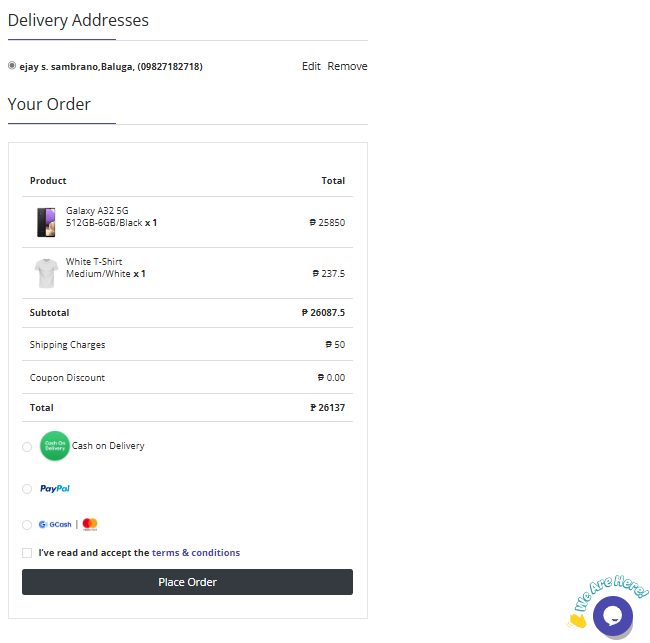 Delivery Addresses
ejay s. sambrano,Baluga, (09827182718) Edit Remove
Your Order
Product Total
Galaxy A32 5G
512GB-6GB/Black x 1 ₱ 25850
White T-Shirt
Medium/White x 1 ₱ 237.5
Subtotal ₱ 26087.5
Shipping Charges ₱ 50
Coupon Discount ₱ 0.00
Total ₱ 26137
Cash On
Delivery
Cash on Delivery
PayPal
GCash |
I've read and accept the terms & conditions
Place Order
We Are Here!